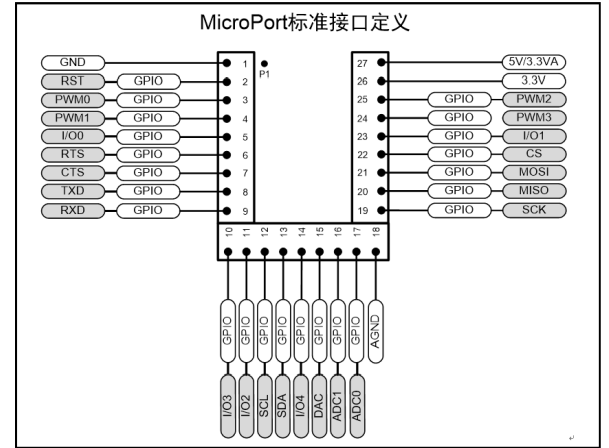 MicroPort标准接口定义
GND 1 P1 27 5V/3.3VA
RST GPIO 2 26 3.3V
PWM0 GPIO 3 25 GPIO PWM2
PWM1 GPIO 4 24 GPIO PWM3
I/O0 GPIO 5 23 GPIO I/O1
RTS GPIO 6 22 GPIO CS
CTS GPIO 7 21 GPIO MOSI
TXD GPIO 8 20 GPIO MISO
RXD GPIO 9 19 GPIO SCK
10 11 12 13 14 15 16 17 18
GPIO GPIO GPIO GPIO GPIO GPIO GPIO GPIO AGND
I/O3 I/O2 SCL SDA I/O4 DAC ADC1 ADC0